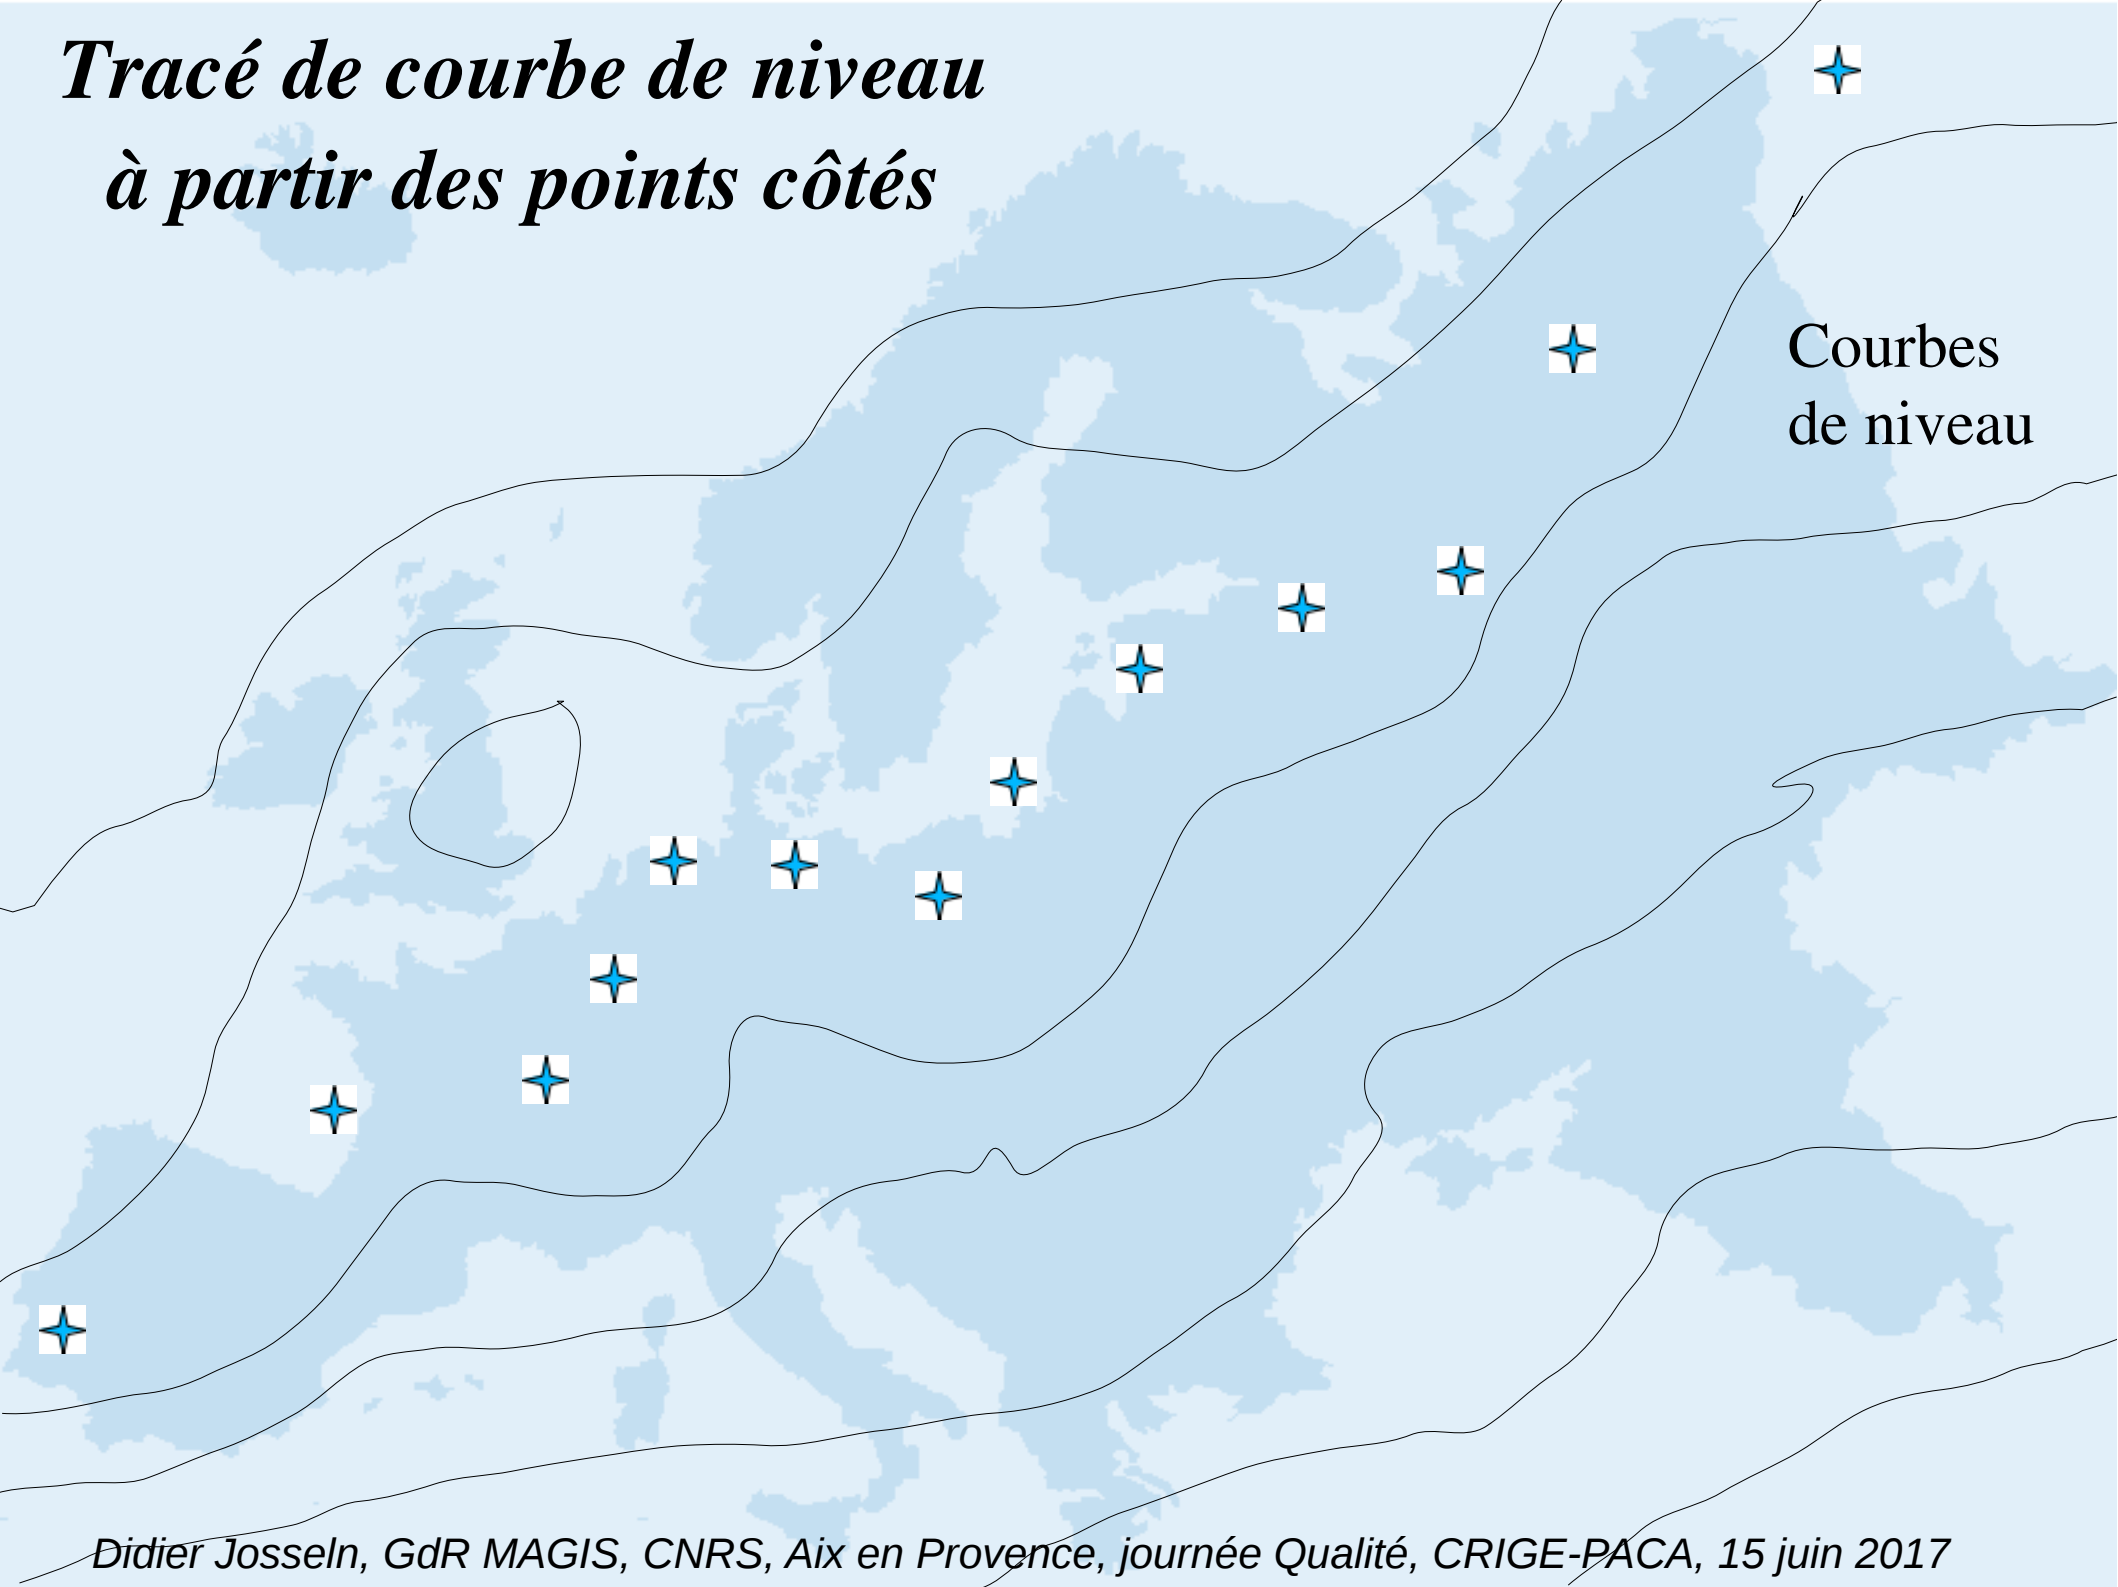 Tracé de courbe de niveau
à partir des points côtés
Courbes
de niveau
Didier Josseln, GdR MAGIS, CNRS, Aix en Provence, journée Qualité, CRIGE-PACA, 15 juin 2017